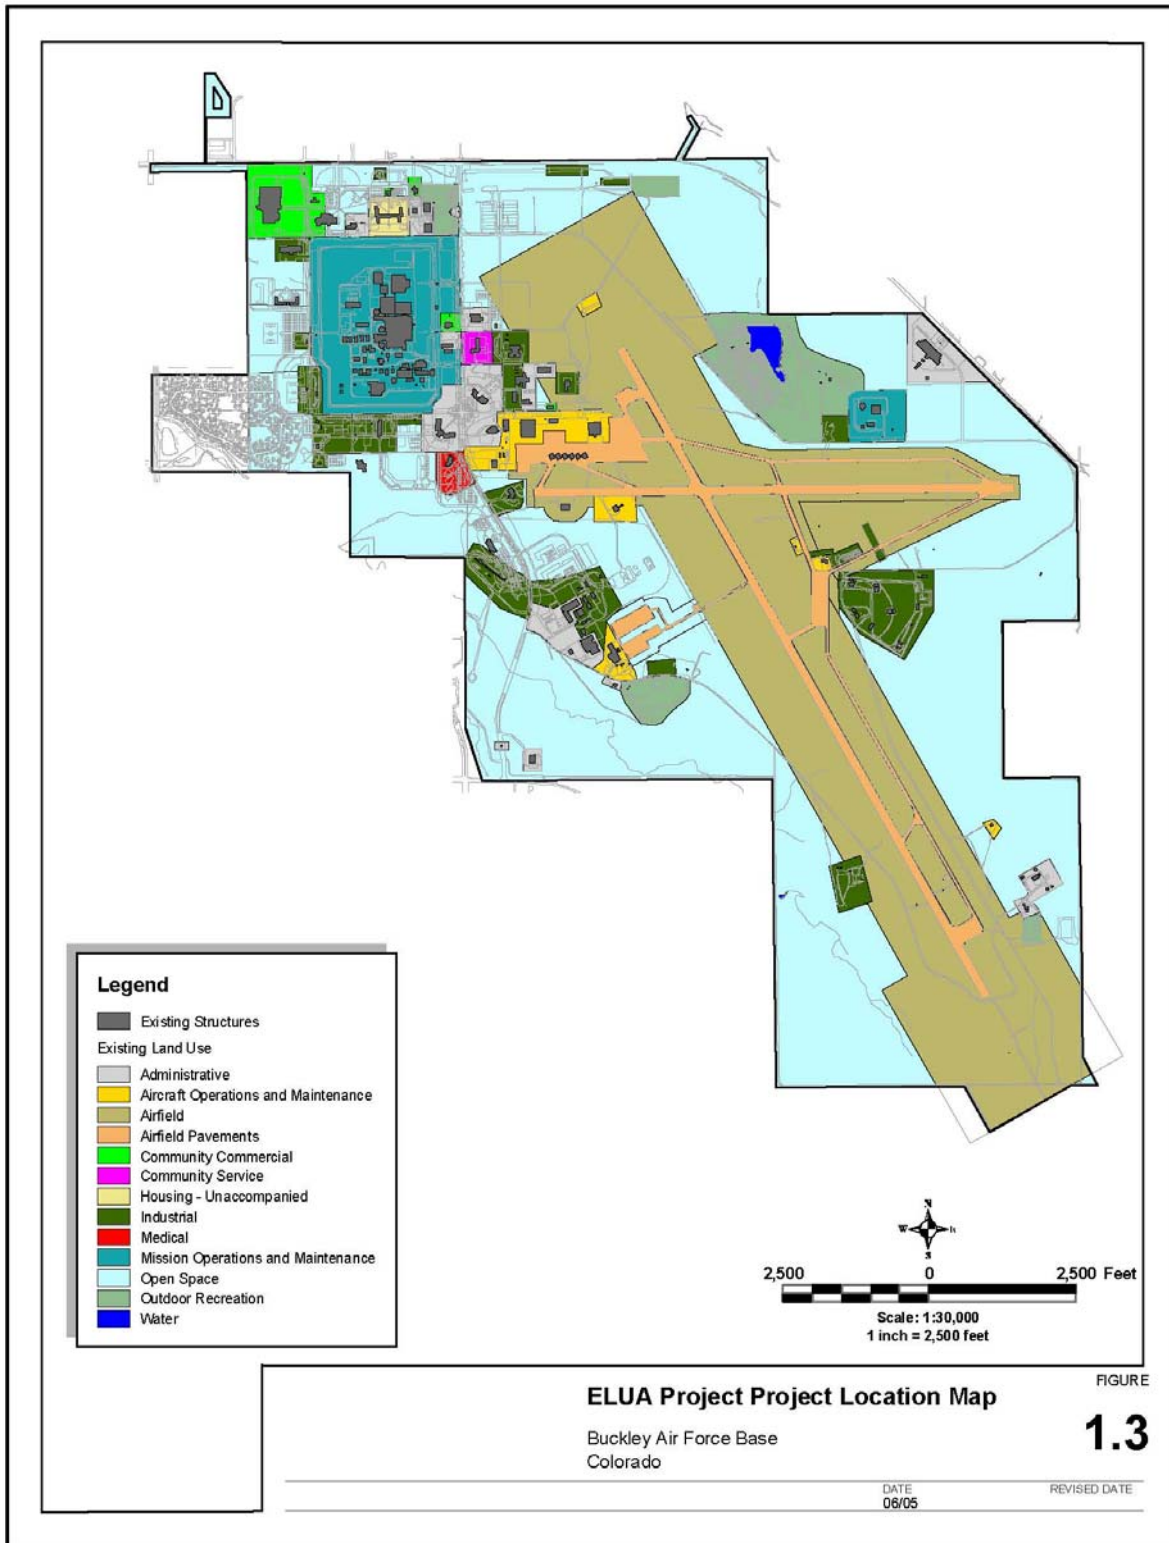 Legend
Existing Structures
Existing Land Use
Administrative
Aircraft Operations and Maintenance
Airfield
Airfield Pavements
Community Commercial
Community Service
Housing - Unaccompanied
Industrial
Medical
Mission Operations and Maintenance
Open Space
Outdoor Recreation
Water
N
W
S
2,500 0 2,500 Feet
Scale: 1:30,000
1 inch = 2,500 feet
ELUA Project Project Location Map
Buckley Air Force Base
Colorado
FIGURE
1.3
DATE
06/05
REVISED DATE